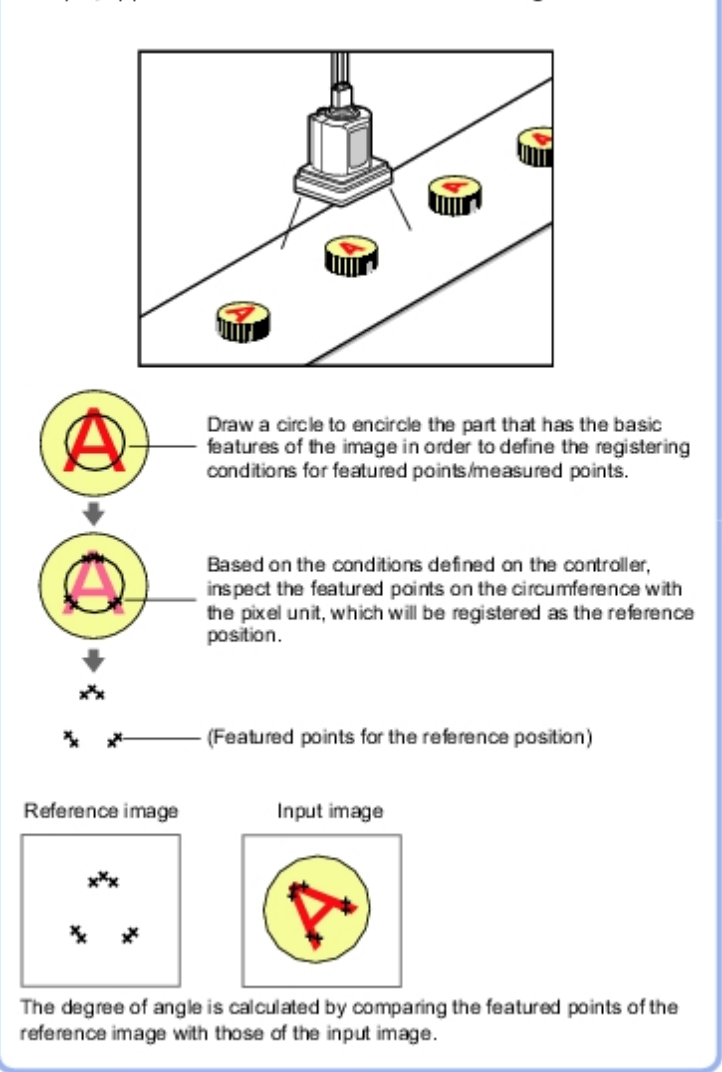 A
A
A
A
A
Draw a circle to encircle the part that has the basic
features of the image in order to define the registering
conditions for featured points/measured points.
A
Based on the conditions defined on the controller,
inspect the featured points on the circumference with
the pixel unit, which will be registered as the reference
position.
(Featured points for the reference position)
Reference image
Input image
A
The degree of angle is calculated by comparing the featured points of the
reference image with those of the input image.